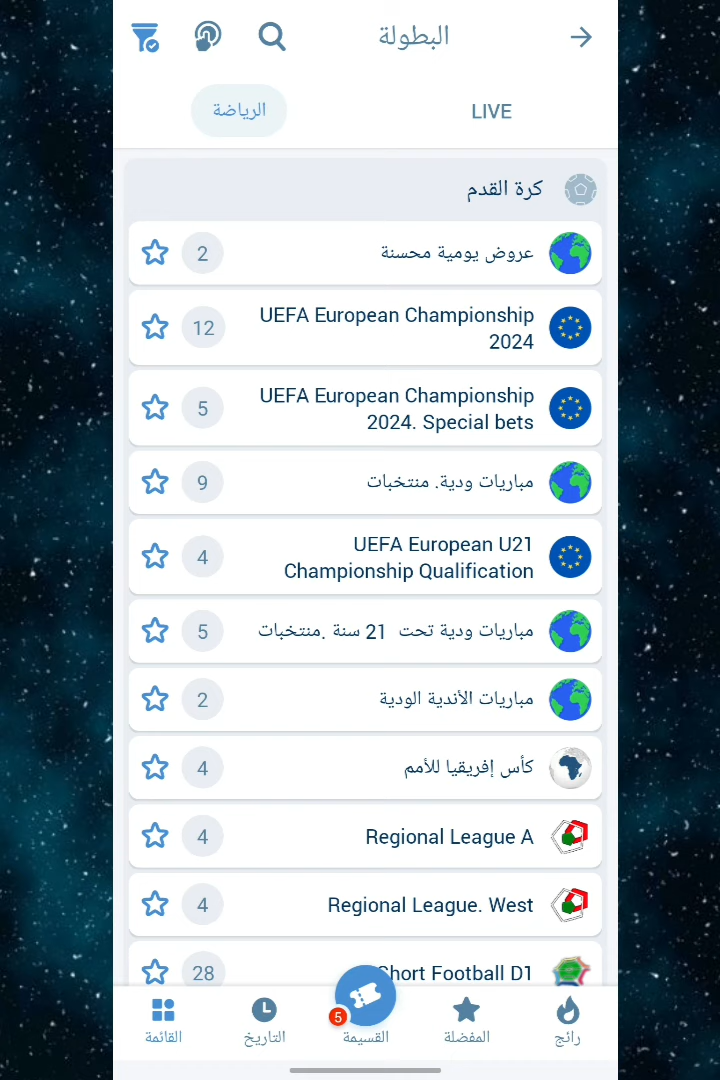 البطولة
LIVE
الرياضة
كرة القدم
عروض يومية محسنة
2
UEFA European Championship
2024
12
UEFA European Championship
2024. Special bets
5
مباريات ودية. منتخبات
9
UEFA European U21
Championship Qualification
4
مباريات ودية تحت 21 سنة .منتخبات
5
مباريات الأندية الودية
2
كأس إفريقيا للأمم
4
Regional League A
4
Regional League. West
4
Short Football D1
28
رائج
المفضلة
القسيمة
5
التاريخ
القائمة